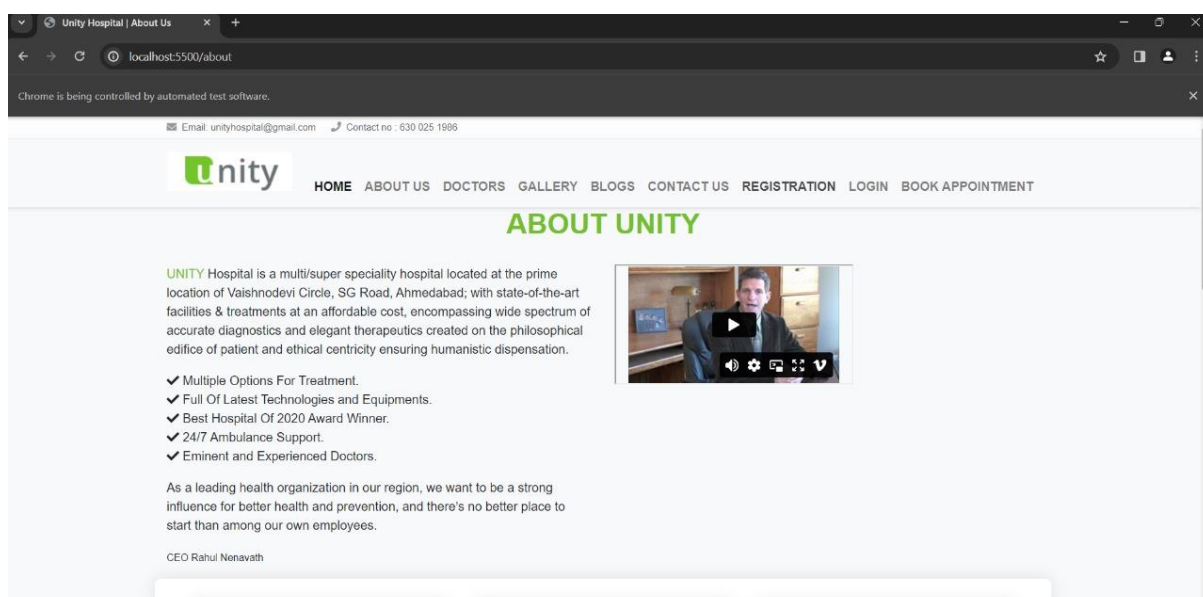 Unity Hospital | About Us
localhost:5500/about
Chrome is being controlled by automated test software.
Email: unityhospital@gmail.com Contact no : 630 025 1986
unity
HOME ABOUT US DOCTORS GALLERY BLOGS CONTACT US REGISTRATION LOGIN BOOK APPOINTMENT
ABOUT UNITY
UNITY Hospital is a multi/super speciality hospital located at the prime
location of Vaishnodevi Circle, SG Road, Ahmedabad; with state-of-the-art
facilities & treatments at an affordable cost, encompassing wide spectrum of
accurate diagnostics and elegant therapeutics created on the philosophical
edifice of patient and ethical centricity ensuring humanistic dispensation.
Multiple Options For Treatment.
Full Of Latest Technologies and Equipments.
Best Hospital Of 2020 Award Winner.
24/7 Ambulance Support.
Eminent and Experienced Doctors.
As a leading health organization in our region, we want to be a strong
influence for better health and prevention, and there's no better place to
start than among our own employees.
CEO Rahul Nenavath